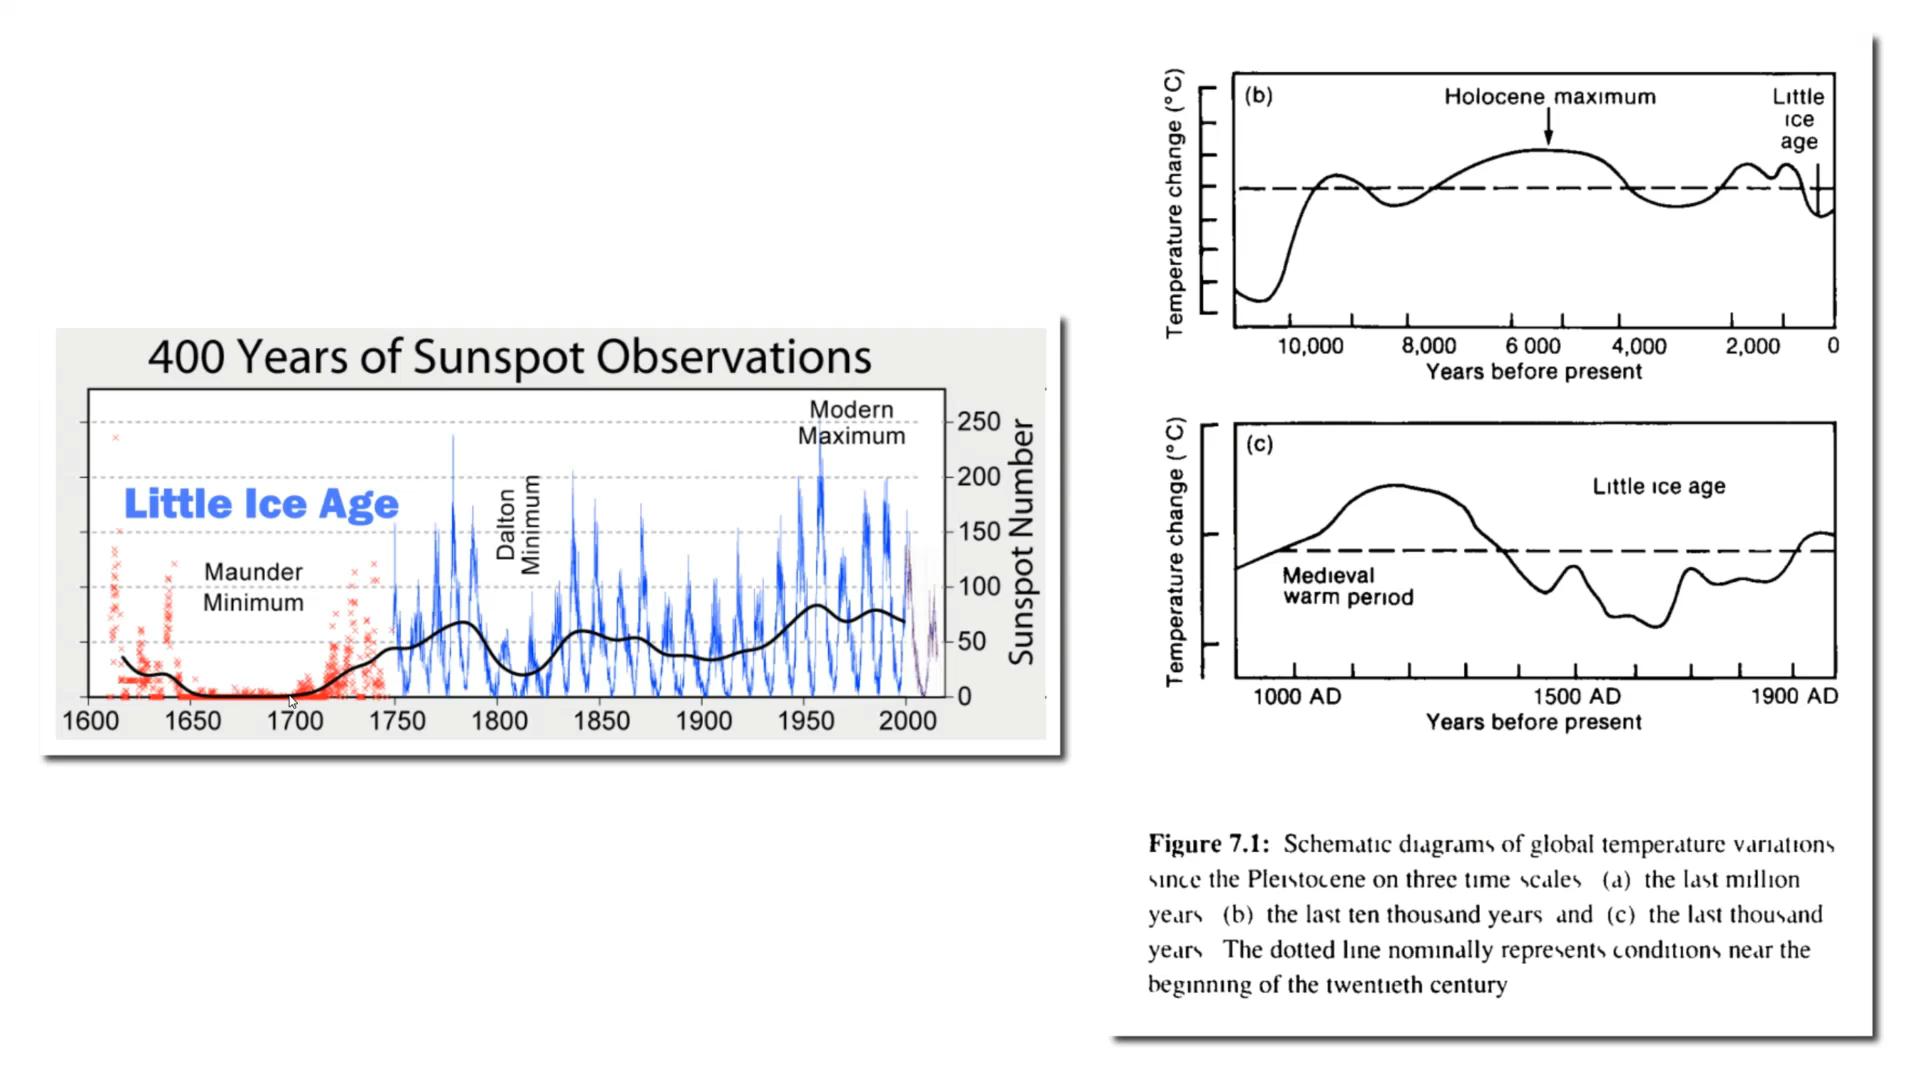 400 Years of Sunspot Observations
Modern
Maximum
Little Ice Age
Dalton
Minimum
Maunder
Minimum
250
200
150
100
50
0
Sunspot Number
1600 1650 1700 1750 1800 1850 1900 1950 2000
(b)
Holocene maximum
Little
ice
age
Temperature change (°C)
10,000 8,000 6 000 4,000 2,000 0
Years before present
(c)
Little ice age
Medieval
warm period
Temperature change (°C)
1000 AD 1500 AD 1900 AD
Years before present
Figure 7.1: Schematic diagrams of global temperature variations
since the Pleistocene on three time scales (a) the last million
years (b) the last ten thousand years and (c) the last thousand
years The dotted line nominally represents conditions near the
beginning of the twentieth century